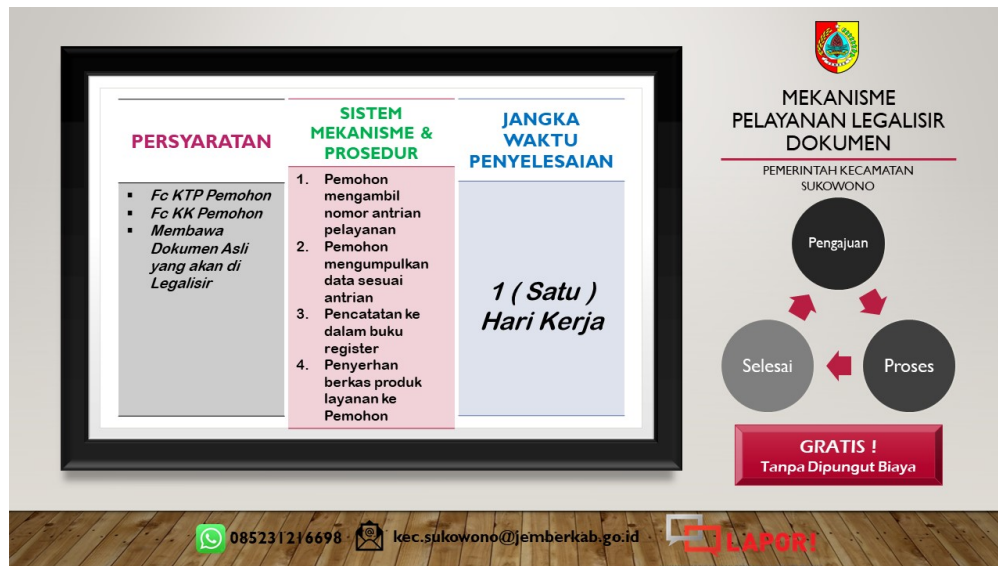 PERSYARATAN
▪ Fc KTP Pemohon
▪ Fc KK Pemohon
▪ Membawa
Dokumen Asli
yang akan di
Legalisir
SISTEM
MEKANISME &
PROSEDUR
1. Pemohon
mengambil
nomor antrian
pelayanan
2. Pemohon
mengumpulkan
data sesuai
antrian
3. Pencatatan ke
dalam buku
register
4. Penyerhan
berkas produk
layanan ke
Pemohon
JANGKA
WAKTU
PENYELESAIAN
1 ( Satu )
Hari Kerja
MEKANISME
PELAYANAN LEGALISIR
DOKUMEN
PEMERINTAH KECAMATAN
SUKOWONO
Pengajuan
Proses
Selesai
GRATIS !
Tanpa Dipungut Biaya
085231216698
kec.sukowono@jemberkab.go.id
LAPOR!